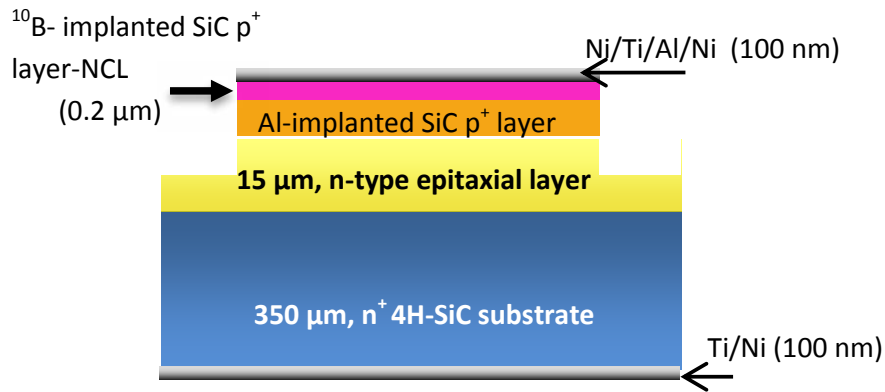 ¹⁰B- implanted SiC p⁺
layer-NCL
(0.2 µm)
Ni/Ti/Al/Ni (100 nm)
Al-implanted SiC p⁺ layer
15 µm, n-type epitaxial layer
350 µm, n⁺ 4H-SiC substrate
Ti/Ni (100 nm)